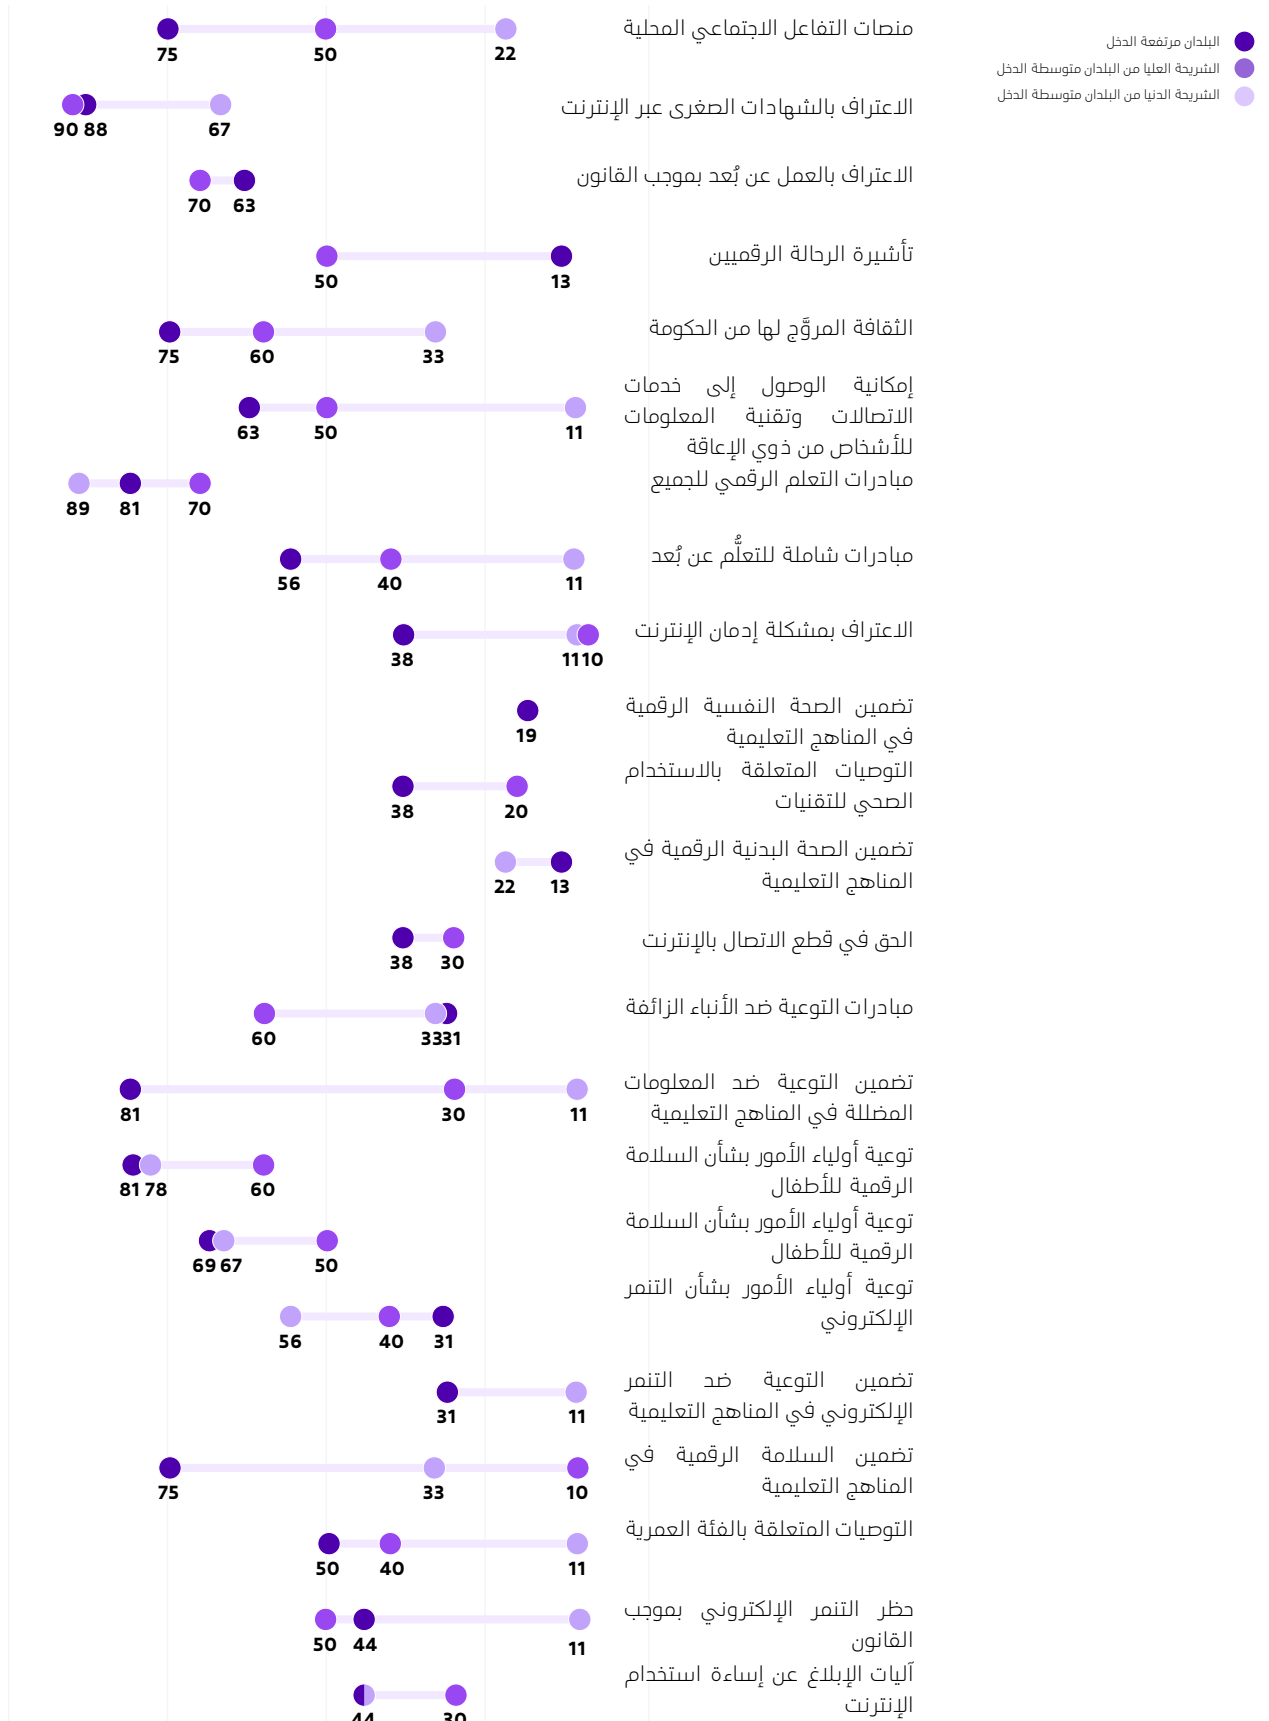 البلدان مرتفعة الدخل
الشريحة العليا من البلدان متوسطة الدخل
الشريحة الدنيا من البلدان متوسطة الدخل
منصات التفاعل الاجتماعي المحلية
75 50 22
الاعتراف بالشهادات الصغرى عبر الإنترنت
90 88 67
الاعتراف بالعمل عن بُعد بموجب القانون
70 63
تأشيرة الرحالة الرقميين
50 13
الثقافة المروَّج لها من الحكومة
75 60 33
إمكانية الوصول إلى خدمات
الاتصالات وتقنية المعلومات
للأشخاص من ذوي الإعاقة
63 50 11
مبادرات التعلم الرقمي للجميع
89 81 70
مبادرات شاملة للتعلُّم عن بُعد
56 40 11
الاعتراف بمشكلة إدمان الإنترنت
38 11 10
تضمين الصحة النفسية الرقمية
في المناهج التعليمية
19
التوصيات المتعلقة بالاستخدام
الصحي للتقنيات
38 20
تضمين الصحة البدنية الرقمية في
المناهج التعليمية
22 13
الحق في قطع الاتصال بالإنترنت
38 30
مبادرات التوعية ضد الأنباء الزائفة
60 33 31
تضمين التوعية ضد المعلومات
المضللة في المناهج التعليمية
81 30 11
توعية أولياء الأمور بشأن السلامة
الرقمية للأطفال
81 78 60
توعية أولياء الأمور بشأن السلامة
الرقمية للأطفال
69 67 50
توعية أولياء الأمور بشأن التنمر
الإلكتروني
56 40 31
تضمين التوعية ضد التنمر
الإلكتروني في المناهج التعليمية
31 11
تضمين السلامة الرقمية في
المناهج التعليمية
75 33 10
التوصيات المتعلقة بالفئة العمرية
50 40 11
حظر التنمر الإلكتروني بموجب
القانون
50 44 11
آليات الإبلاغ عن إساءة استخدام
الإنترنت
44 30